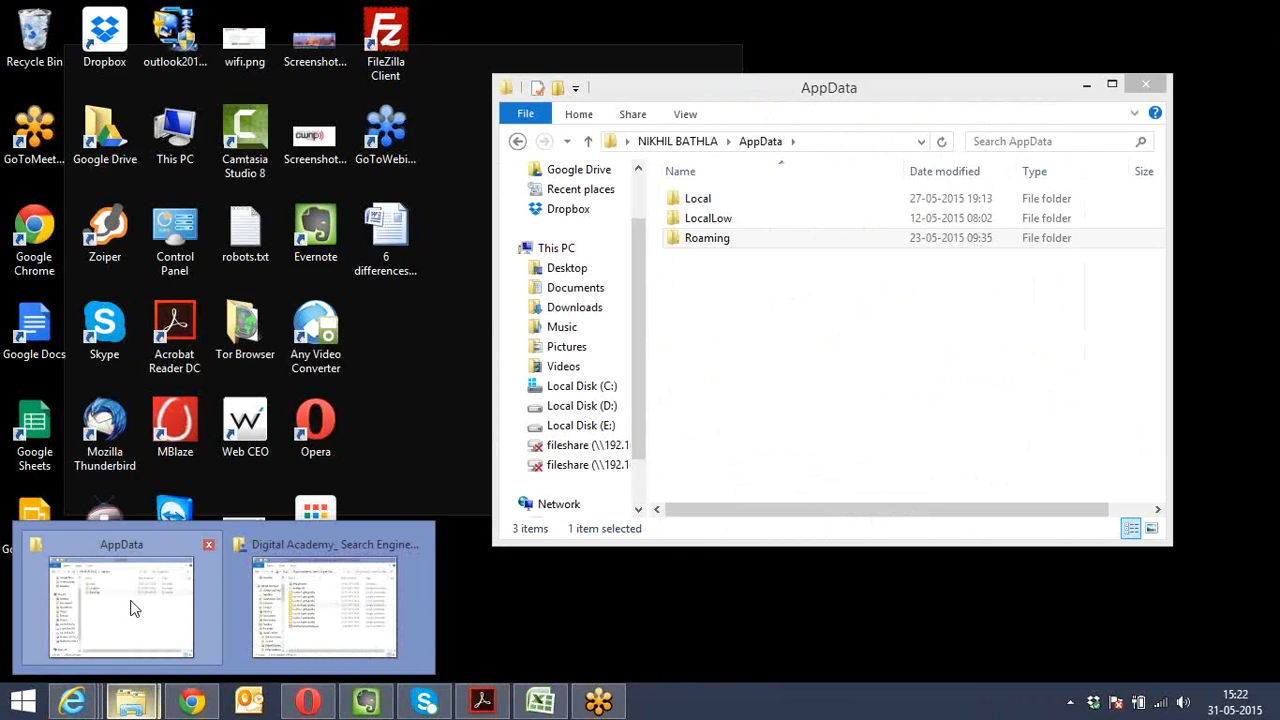 Recycle Bin
Dropbox
outlook201...
wifi.png
Screenshot...
FileZilla
Client
GoToMeet...
Google Drive
This PC
Camtasia
Studio 8
cwnp
Screenshot...
GoToWebi...
Google
Chrome
Zoiper
Control
Panel
robots.txt
Evernote
6
differences...
Google Docs
Skype
Acrobat
Reader DC
Tor Browser
Any Video
Converter
Google
Sheets
Mozilla
Thunderbird
MBlaze
Web CEO
Opera
AppData
File
Home
Share
View
NIKHIL BATHLA
AppData
Search AppData
Name
Date modified
Type
Size
Local
27-05-2015 19:13
File folder
LocalLow
12-05-2015 08:02
File folder
Roaming
23-05-2015 09:35
File folder
Google Drive
Recent places
Dropbox
This PC
Desktop
Documents
Downloads
Music
Pictures
Videos
Local Disk (C:)
Local Disk (D:)
Local Disk (E:)
fileshare (\\192.1
fileshare (\\192.1
Network
3 items
1 item selected
AppData
Digital Academy_ Search Engine...
15:22
31-05-2015